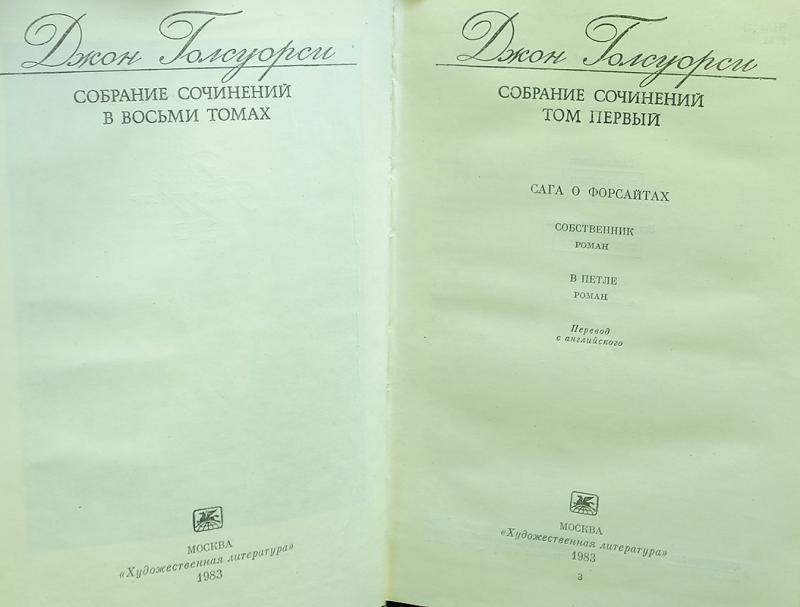 Джон Голсуорси
СОБРАНИЕ СОЧИНЕНИЙ
В ВОСЬМИ ТОМАХ
МОСКВА
«Художественная литература»
1983
Джон Голсуорси
СОБРАНИЕ СОЧИНЕНИЙ
ТОМ ПЕРВЫЙ
САГА О ФОРСАЙТАХ
СОБСТВЕННИК
РОМАН
В ПЕТЛЕ
РОМАН
Перевод
с английского
МОСКВА
«Художественная литература»
1983
3